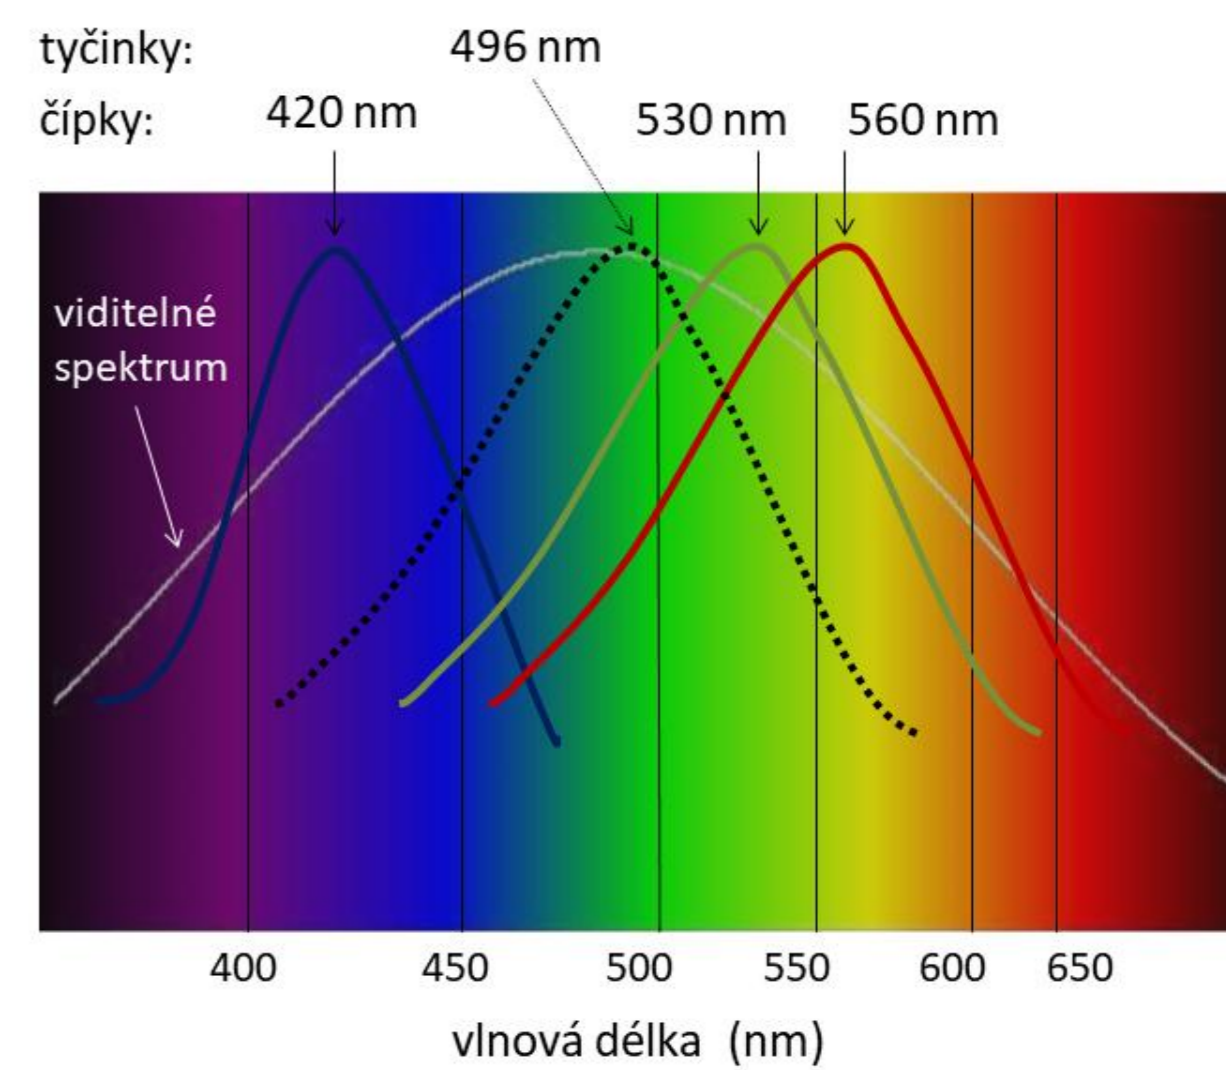 tyčinky:
496 nm
čípky:
420 nm
530 nm
560 nm
viditelné
spektrum
400
450
500
550
600
650
vlnová délka (nm)